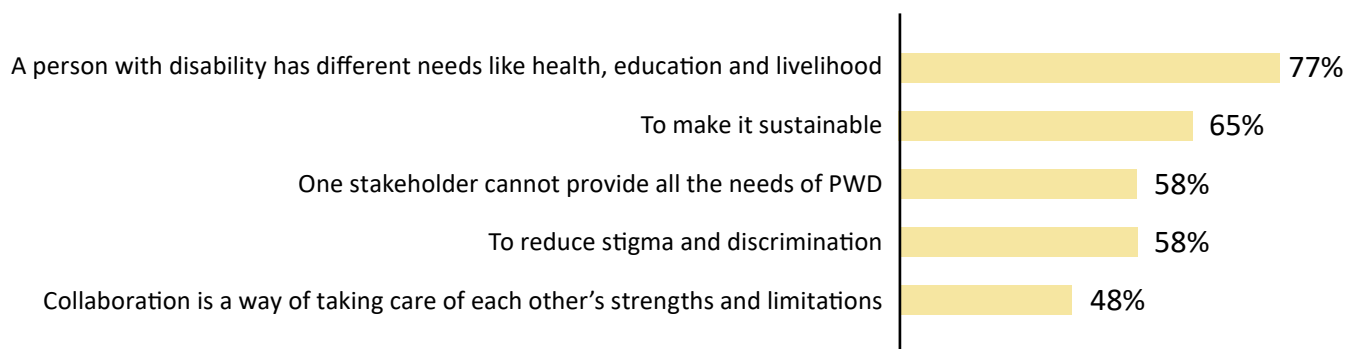 A person with disability has different needs like health, education and livelihood 77%
To make it sustainable 65%
One stakeholder cannot provide all the needs of PWD 58%
To reduce stigma and discrimination 58%
Collaboration is a way of taking care of each other’s strengths and limitations 48%